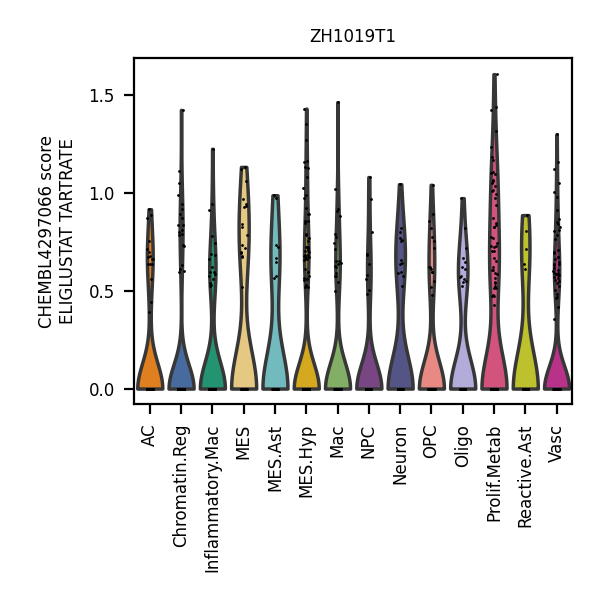 ZH1019T1
CHEMBL4297066 score
ELIGLUSTAT TARTRATE
1.5
1.0
0.5
0.0
AC
Chromatin.Reg
Inflammatory.Mac
MES
MES.Ast
MES.Hyp
Mac
NPC
Neuron
OPC
Oligo
Prolif.Metab
Reactive.Ast
Vasc